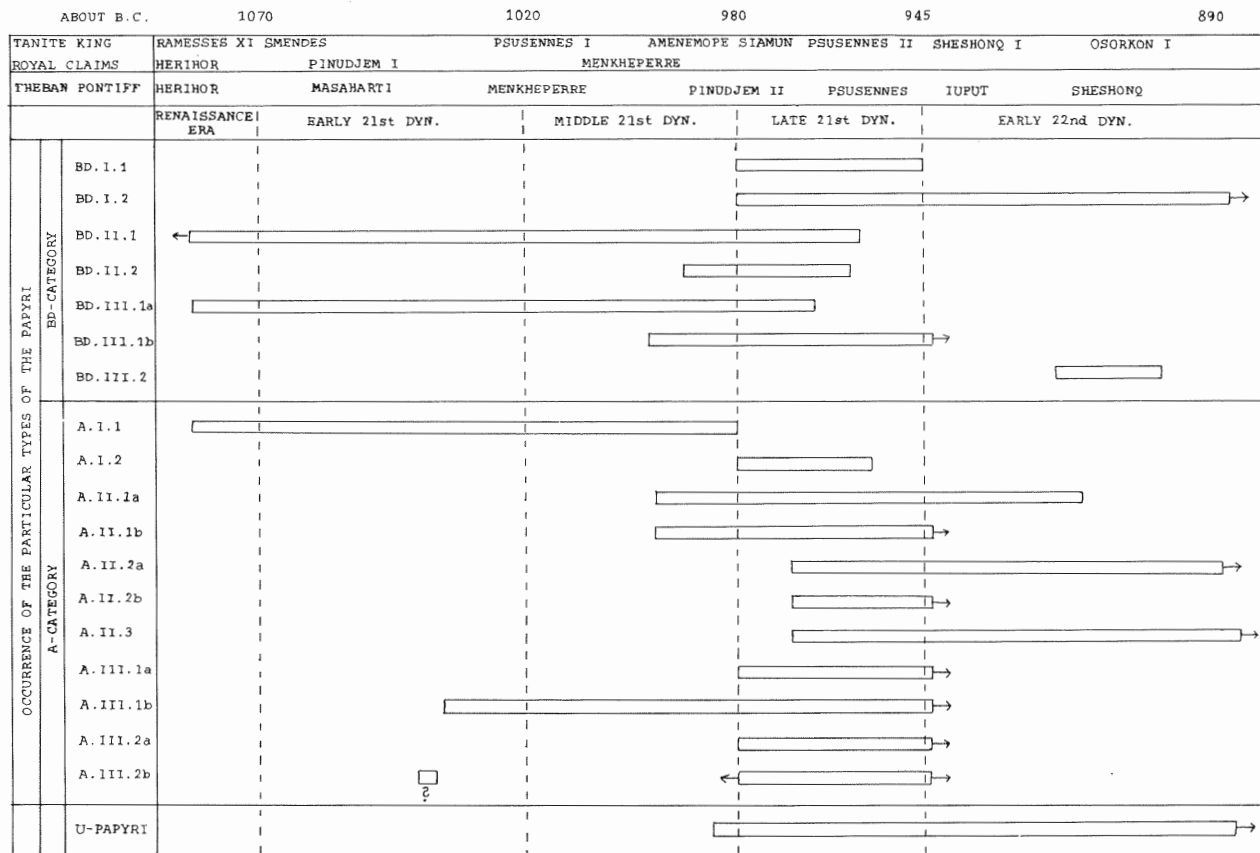 ABOUT B.C. 1070 1020 980 945 890
TANITE KING RAMESSES XI SMENDES PSUSENNES I AMENEMOPE SIAMUN PSUSENNES II SHESHONQ I OSORKON I
ROYAL CLAIMS HERIHOR PINUDJEM I MENKHEPERRE
THEBAN PONTIFF HERIHOR MASAHARTI MENKHEPERRE PINUDJEM II PSUSENNES IUPUT SHESHONQ
RENAISSANCE EARLY 21st DYN. MIDDLE 21st DYN. LATE 21st DYN. EARLY 22nd DYN.
ERA
OCCURRENCE OF THE PARTICULAR TYPES OF THE PAPYRI
BD-CATEGORY
BD.I.1
BD.I.2
BD.II.1
BD.II.2
BD.III.1a
BD.III.1b
BD.III.2
A-CATEGORY
A.I.1
A.I.2
A.II.1a
A.II.1b
A.II.2a
A.II.2b
A.II.3
A.III.1a
A.III.1b
A.III.2a
A.III.2b
?
U-PAPYRI